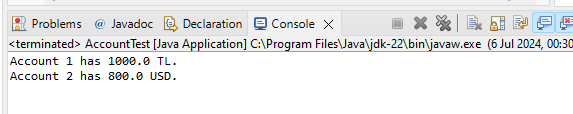 Problems @ Javadoc Declaration Console
<terminated> AccountTest [Java Application] C:\Program Files\Java\jdk-22\bin\javaw.exe (6 Jul 2024, 00:30
Account 1 has 1000.0 TL.
Account 2 has 800.0 USD.